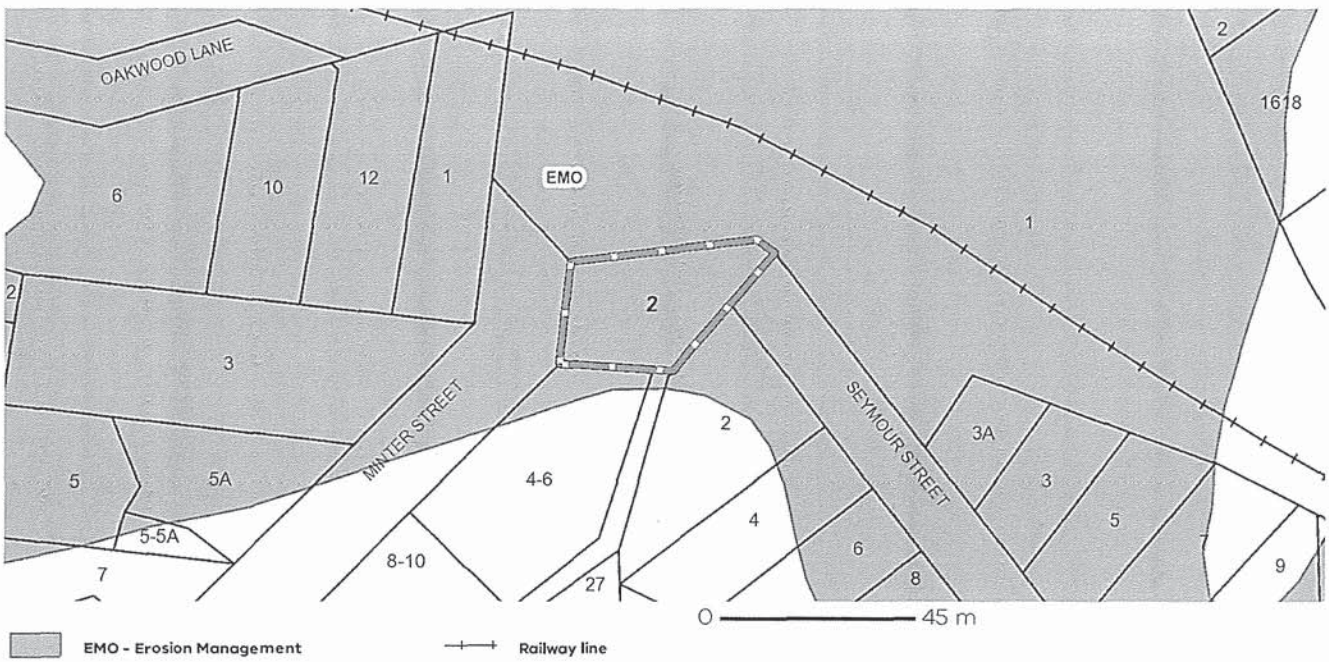 OAKWOOD LANE
2
1618
6
10
12
1
EMO
1
2
2
3
MINTER STREET
SEYMOUR STREET
3A
3
5
5
5A
5-5A
7
4-6
2
4
6
8
8-10
27
7
9
0 45 m
EMO - Erosion Management
Railway line